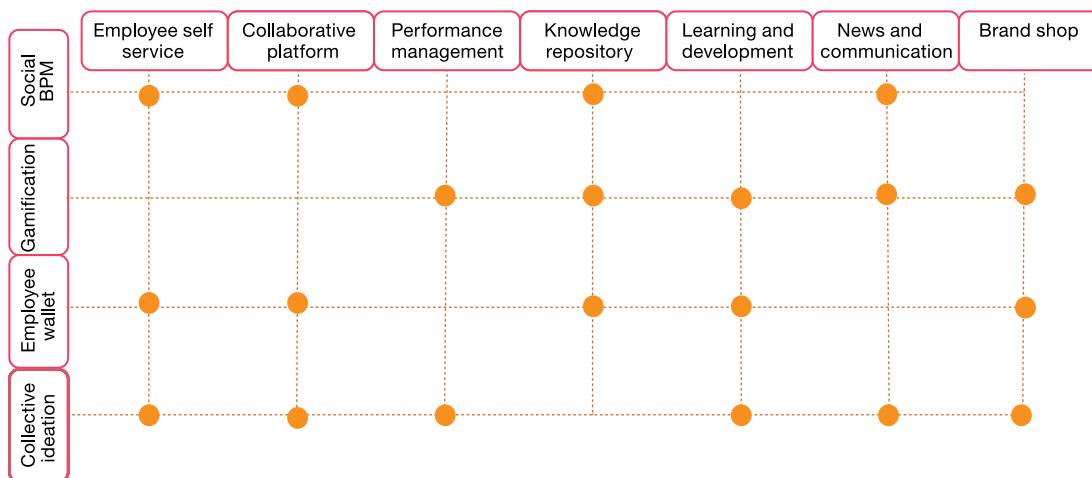 Employee self
service
Collaborative
platform
Performance
management
Knowledge
repository
Learning and
development
News and
communication
Brand shop
Social
BPM
Gamification
Employee
wallet
Collective
ideation